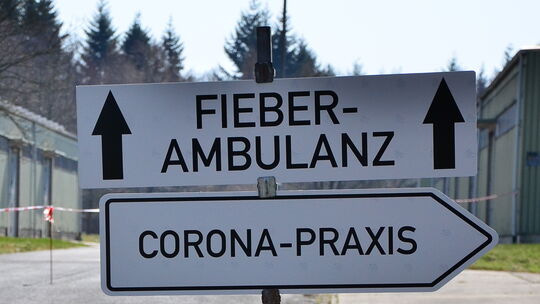 FIEBER-
AMBULANZ
CORONA-PRAXIS